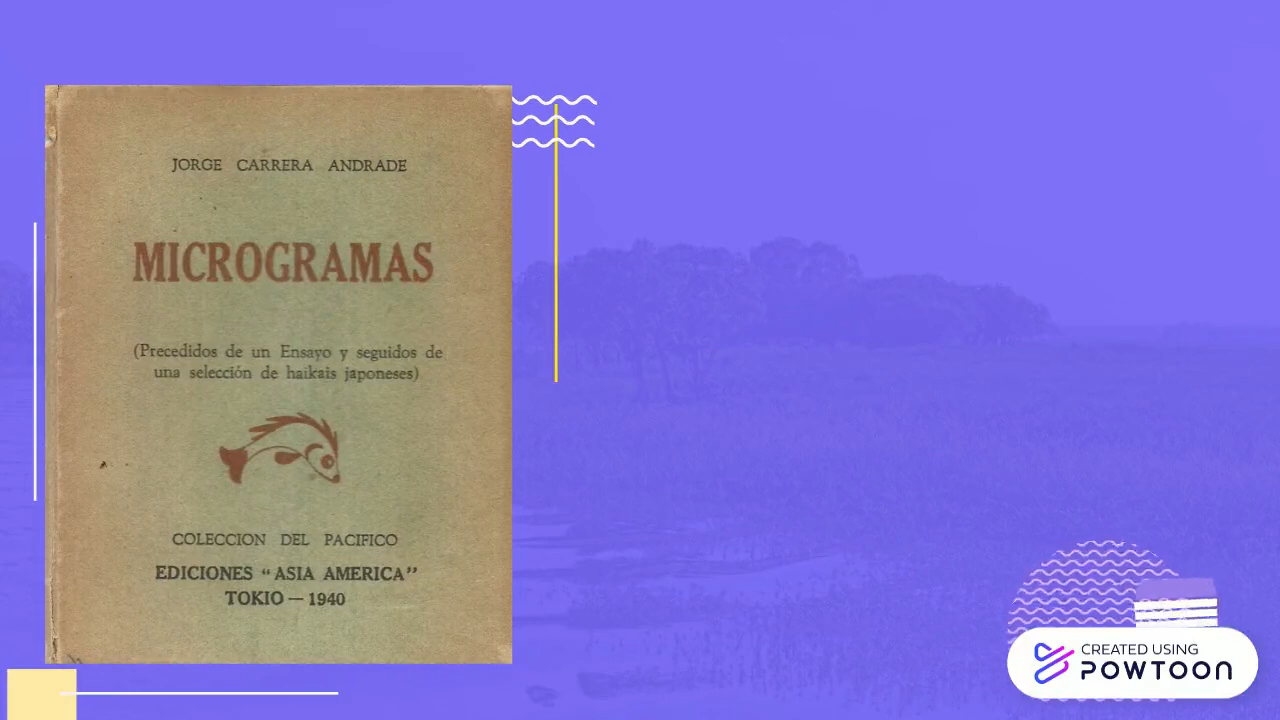 JORGE CARRERA ANDRADE
MICROGRAMAS
(Precedidos de un Ensayo y seguidos de
una selección de haikais japoneses)
COLECCION DEL PACIFICO
EDICIONES “ASIA AMERICA”
TOKIO — 1940
CREATED USING
POWTOON